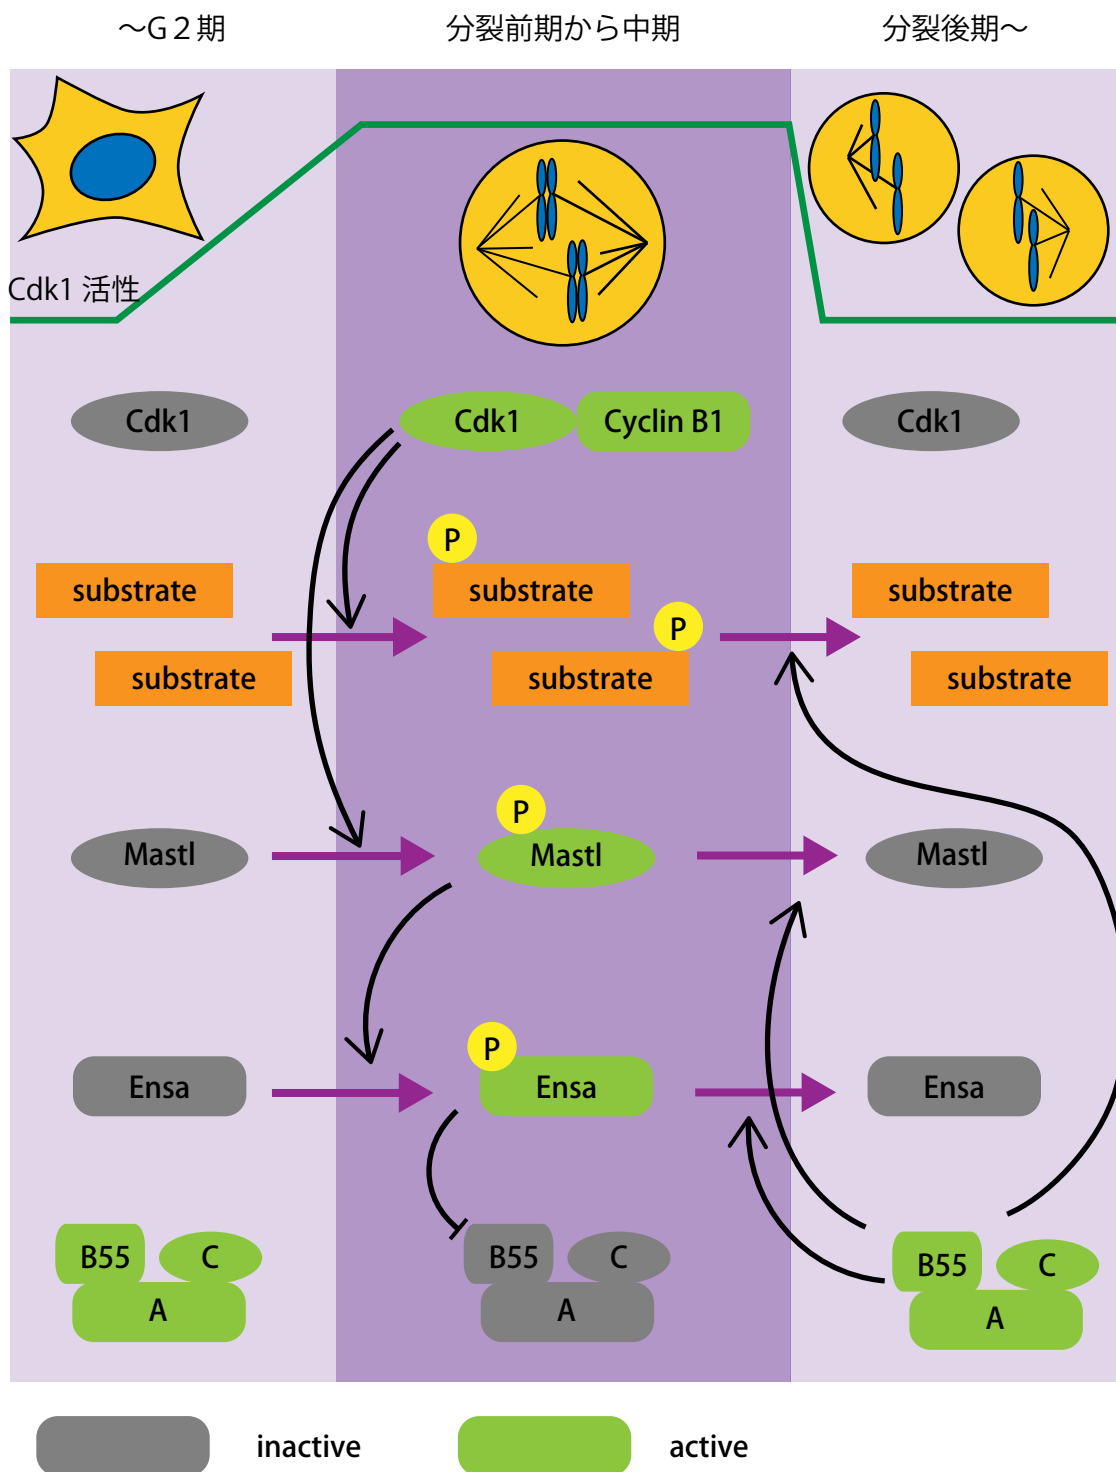 ～G２期
分裂前期から中期
分裂後期～
Cdk1 活性
Cdk1
Cdk1
Cyclin B1
Cdk1
P
substrate
substrate
substrate
P
substrate
substrate
substrate
P
Mastl
Mastl
Mastl
P
Ensa
Ensa
Ensa
B55
C
A
B55
C
A
B55
C
A
inactive
active